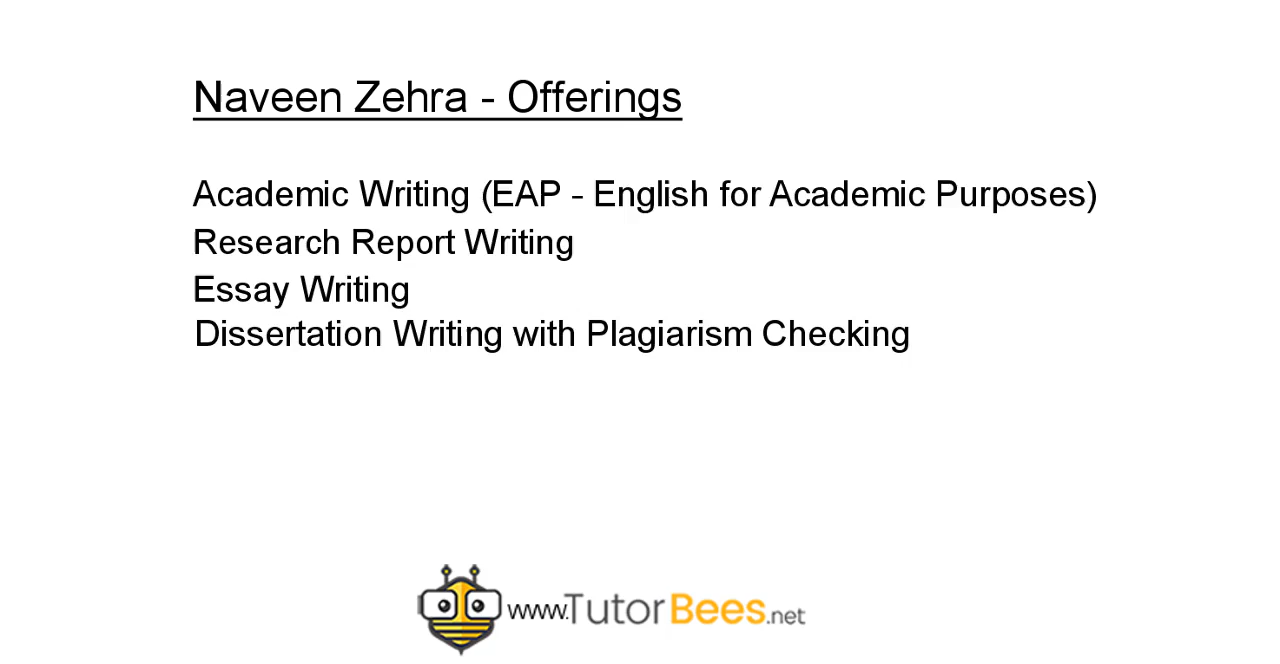 Naveen Zehra - Offerings
Academic Writing (EAP - English for Academic Purposes)
Research Report Writing
Essay Writing
Dissertation Writing with Plagiarism Checking
www.TutorBees.net